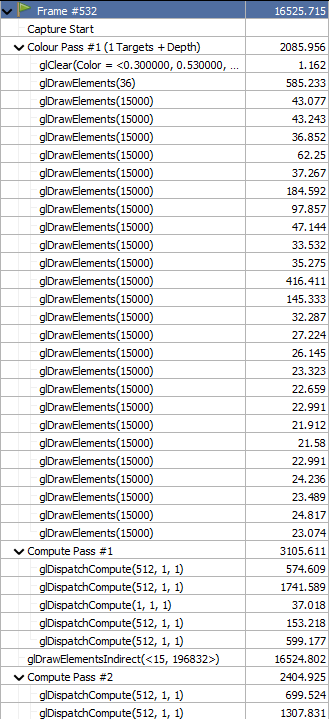 Frame #532 16525.715
Capture Start
Colour Pass #1 (1 Targets + Depth) 2085.956
glClear(Color = <0.300000, 0.530000, ... 1.162
glDrawElements(36) 585.233
glDrawElements(15000) 43.077
glDrawElements(15000) 43.243
glDrawElements(15000) 36.852
glDrawElements(15000) 62.25
glDrawElements(15000) 37.267
glDrawElements(15000) 184.592
glDrawElements(15000) 97.857
glDrawElements(15000) 47.144
glDrawElements(15000) 33.532
glDrawElements(15000) 35.275
glDrawElements(15000) 416.411
glDrawElements(15000) 145.333
glDrawElements(15000) 32.287
glDrawElements(15000) 27.224
glDrawElements(15000) 26.145
glDrawElements(15000) 23.323
glDrawElements(15000) 22.659
glDrawElements(15000) 22.991
glDrawElements(15000) 21.912
glDrawElements(15000) 21.58
glDrawElements(15000) 22.991
glDrawElements(15000) 24.236
glDrawElements(15000) 23.489
glDrawElements(15000) 24.817
glDrawElements(15000) 23.074
Compute Pass #1 3105.611
glDispatchCompute(512, 1, 1) 574.609
glDispatchCompute(512, 1, 1) 1741.589
glDispatchCompute(1, 1, 1) 37.018
glDispatchCompute(512, 1, 1) 153.218
glDispatchCompute(512, 1, 1) 599.177
glDrawElementsIndirect(<15, 196832>) 16524.802
Compute Pass #2 2404.925
glDispatchCompute(512, 1, 1) 699.524
glDispatchCompute(512, 1, 1) 1307.831